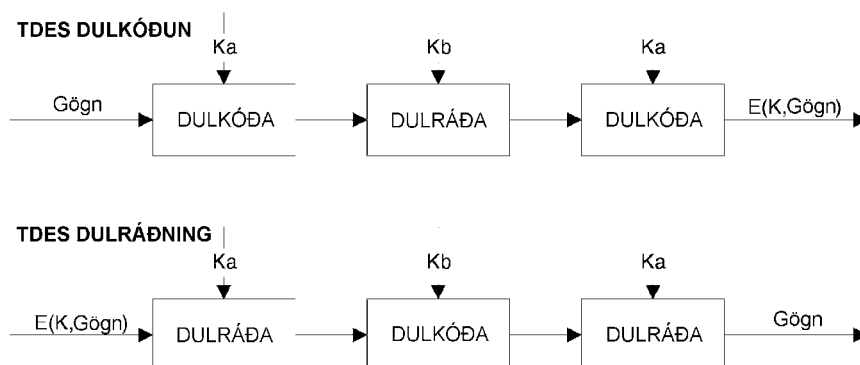 TDES DULKÓÐUN
Ka Kb Ka
Gögn DULKÓÐA DULRÁÐA DULKÓÐA E(K,Gögn)
TDES DULRÁÐNING
Ka Kb Ka
E(K,Gögn) DULRÁÐA DULKÓÐA DULRÁÐA Gögn